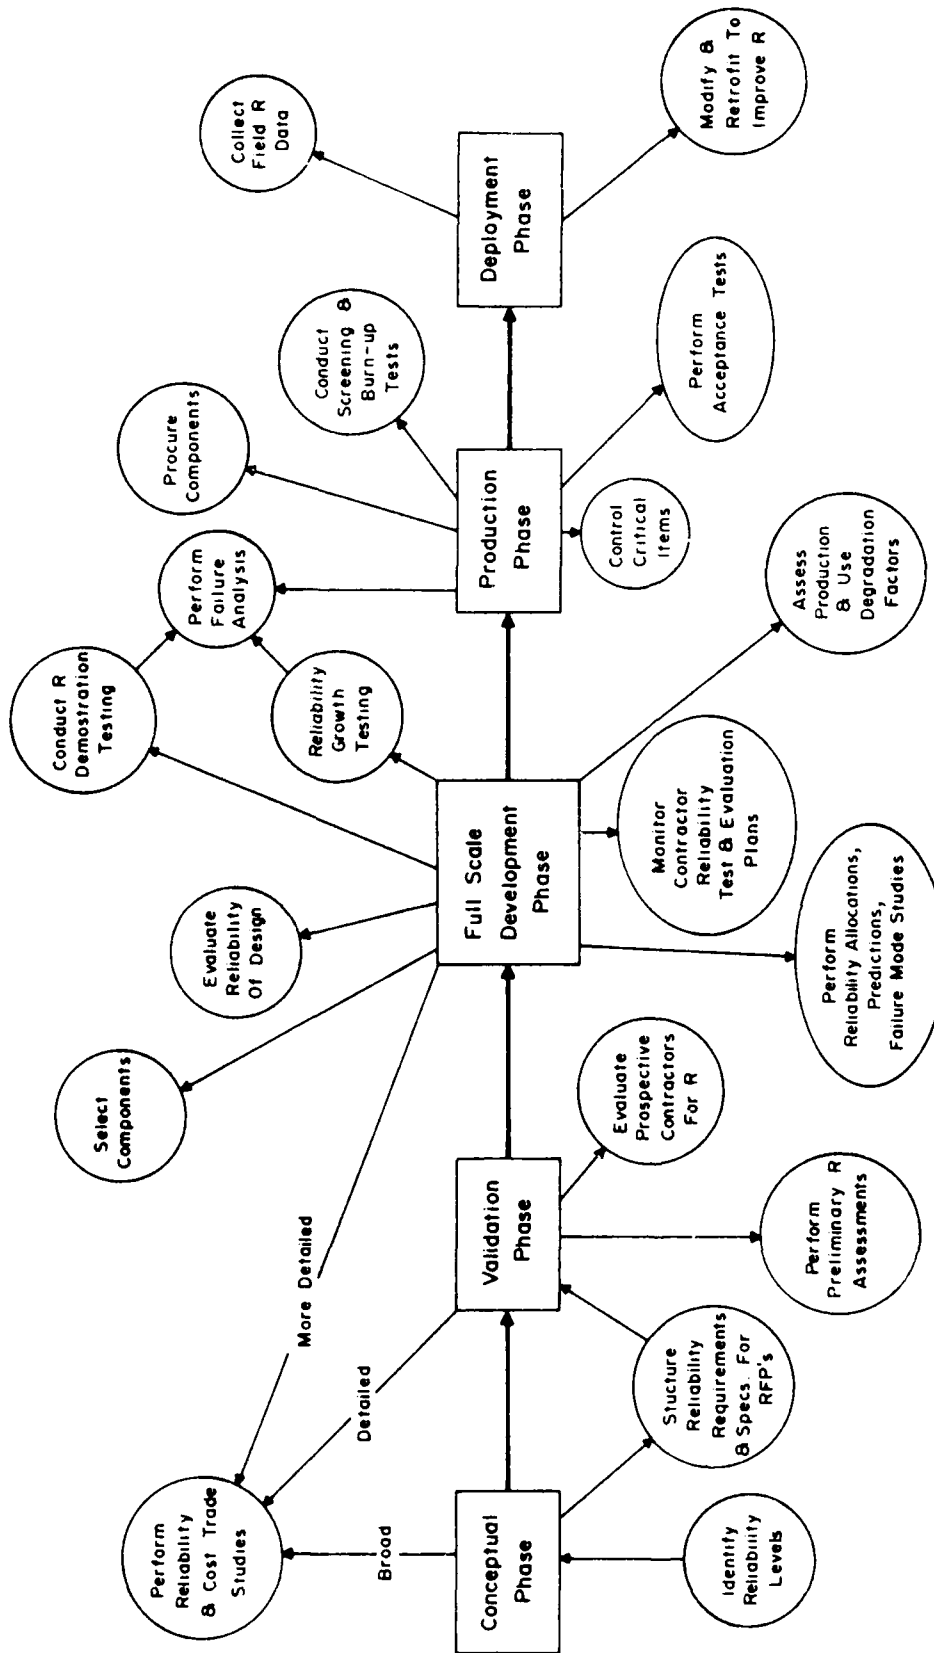 Perform
Reliability
& Cost Trade
Studies
Broad
Detailed
More Detailed
Select
Components
Evaluate
Reliability
Of Design
Conduct R
Demostration
Testing
Reliability
Growth
Testing
Perform
Failure
Analysis
Procure
Components
Conduct
Screening &
Burn-up
Tests
Collect
Field R
Data
Conceptual
Phase
Validation
Phase
Full Scale
Development
Phase
Production
Phase
Deployment
Phase
Identify
Reliability
Levels
Stucture
Reliability
Requirements
& Specs. For
RFP's
Perform
Preliminary R
Assessments
Evaluate
Prospective
Contractors
For R
Perform
Reliability Allocations,
Predictions,
Failure Mode Studies
Monitor
Contractor
Reliability
Test & Evaluation
Plans
Assess
Production
& Use
Degradation
Factors
Control
Critical
Items
Perform
Acceptance Tests
Modify &
Retrofit To
Improve R